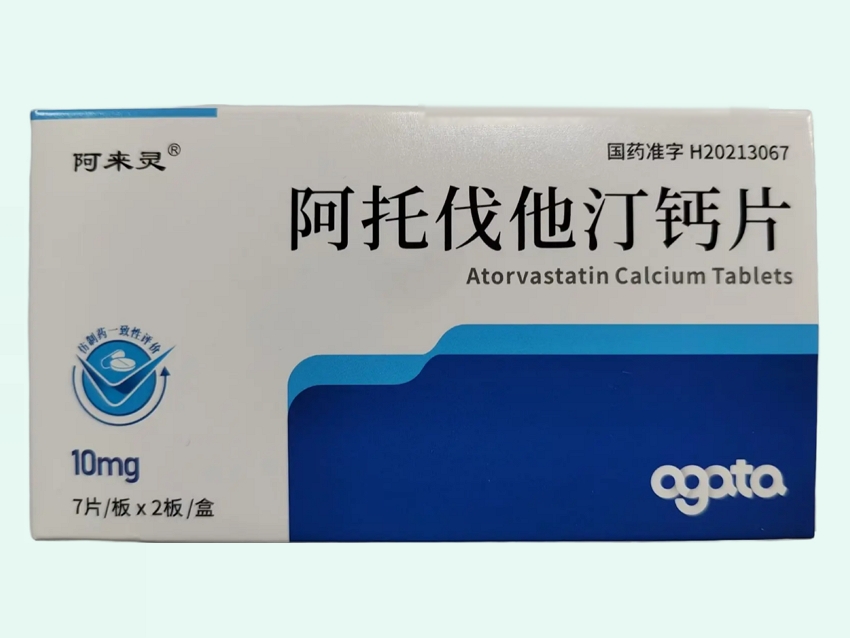 阿来灵®
国药准字 H20213067
阿托伐他汀钙片
Atorvastatin Calcium Tablets
仿制药一致性评价
10mg
7片/板 x 2板/盒
agata